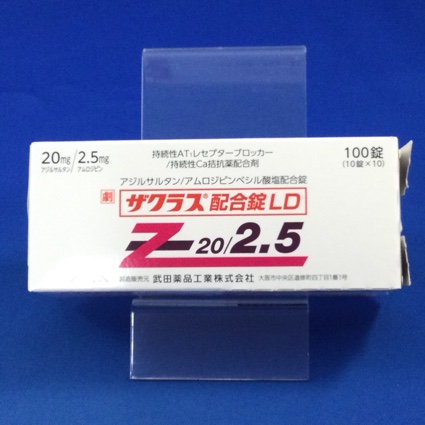 20mg/2.5mg
アジルサルタン/アムロジピン
持続性AT₁レセプターブロッカー
/持続性Ca拮抗薬配合剤
100錠
(10錠×10)
アジルサルタン/アムロジピンベシル酸塩配合錠
劇 ザクラス®配合錠LD
Z 20/2.5
製造販売元 武田薬品工業株式会社 大阪市中央区道修町四丁目1番1号